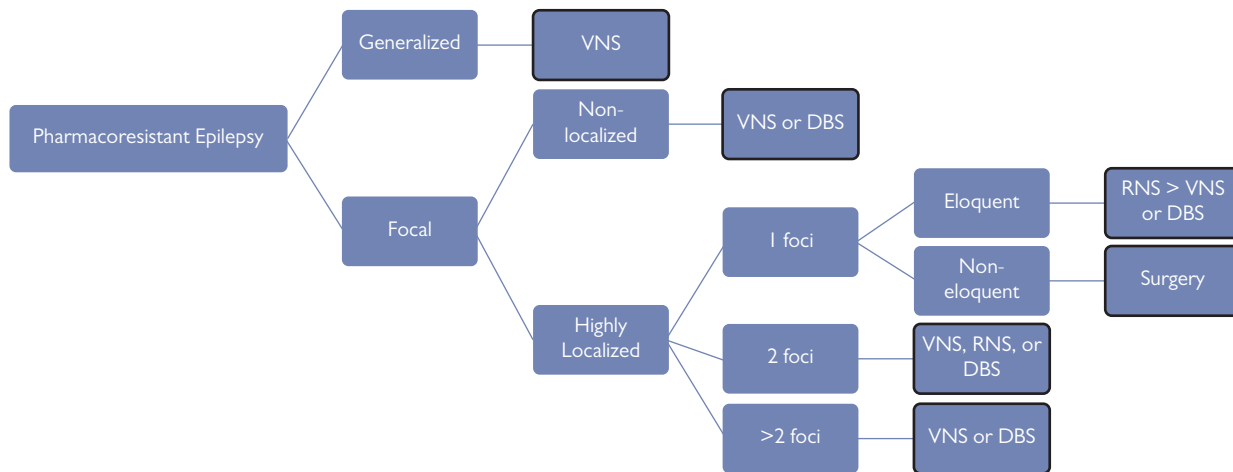 Generalized
VNS
Pharmacoresistant Epilepsy
Non-
localized
VNS or DBS
Focal
Eloquent
RNS > VNS
or DBS
1 foci
Non-
eloquent
Surgery
Highly
Localized
2 foci
VNS, RNS, or
DBS
>2 foci
VNS or DBS